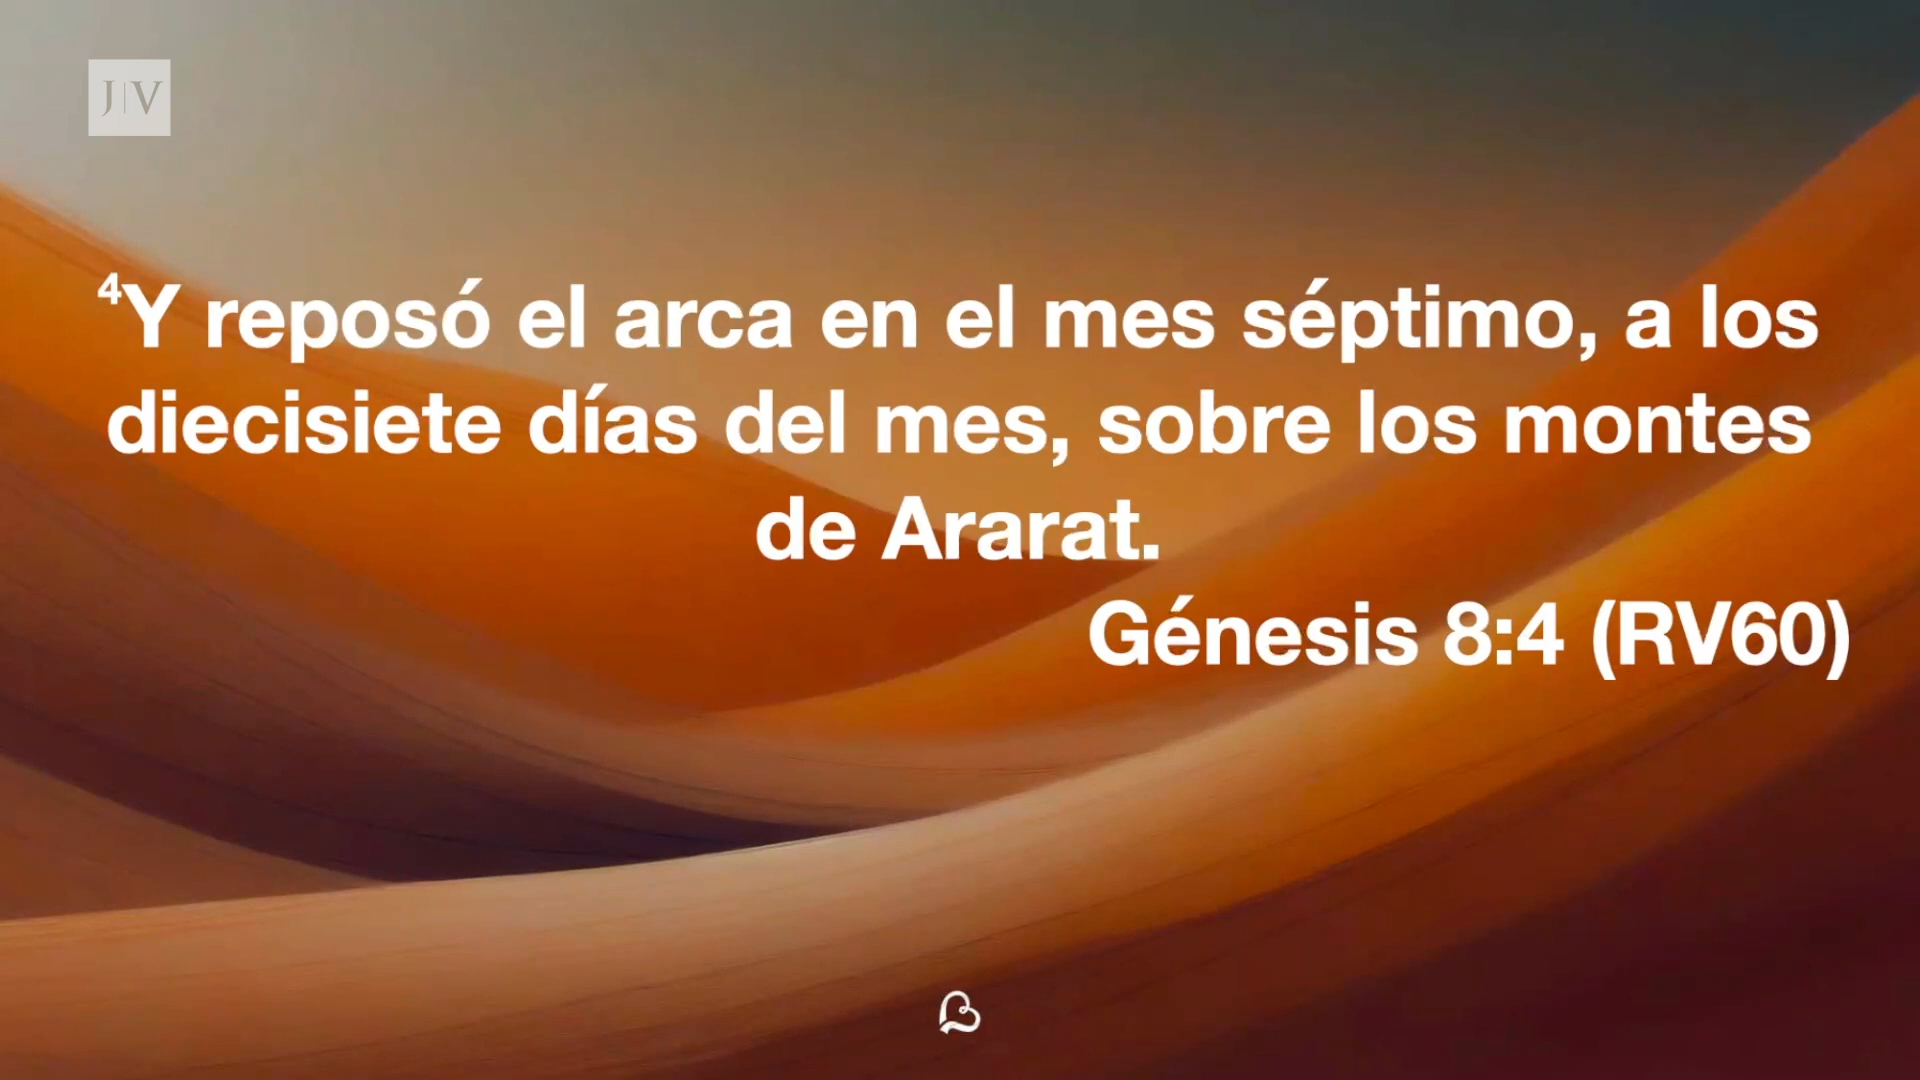 J|V
⁴Y reposó el arca en el mes séptimo, a los
diecisiete días del mes, sobre los montes
de Ararat.
Génesis 8:4 (RV60)